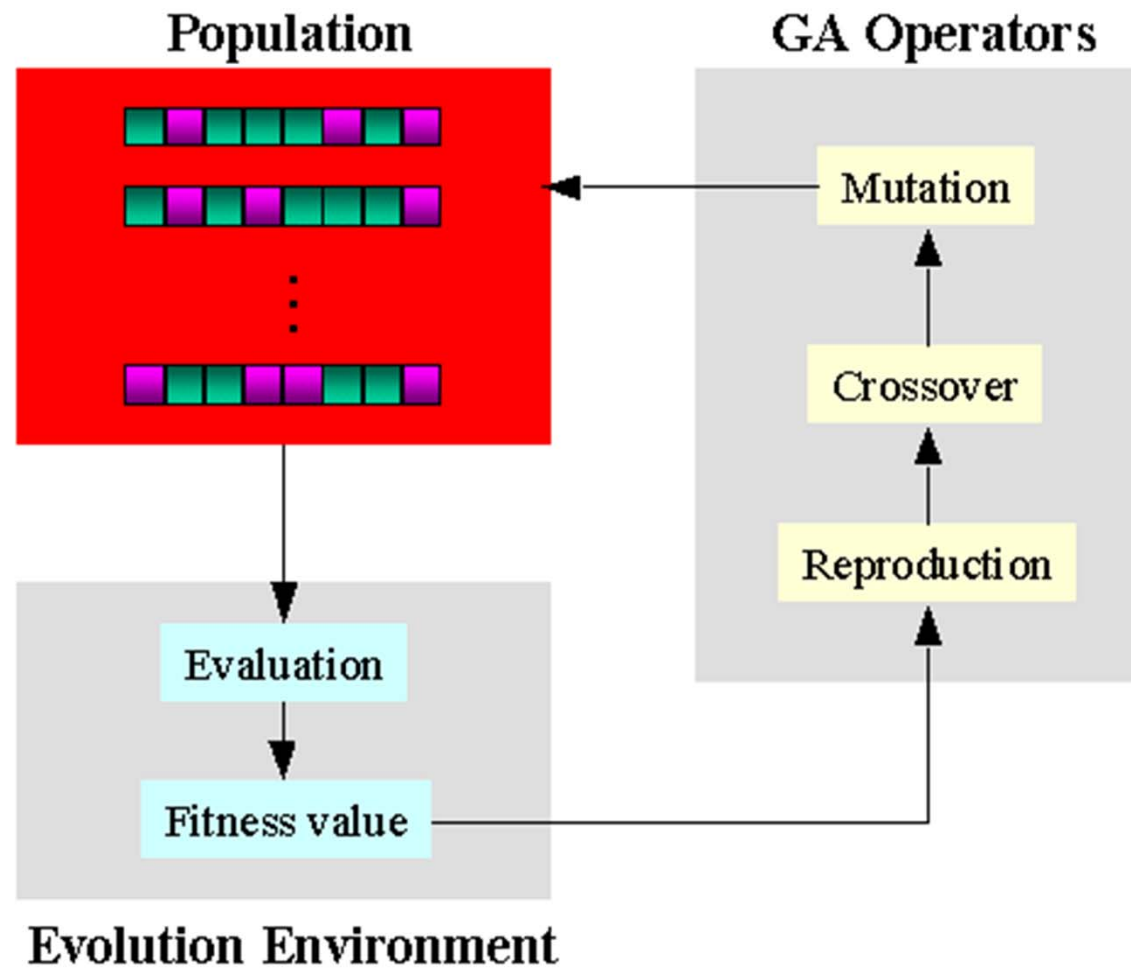 Population
GA Operators
Mutation
Crossover
Reproduction
Evaluation
Fitness value
Evolution Environment